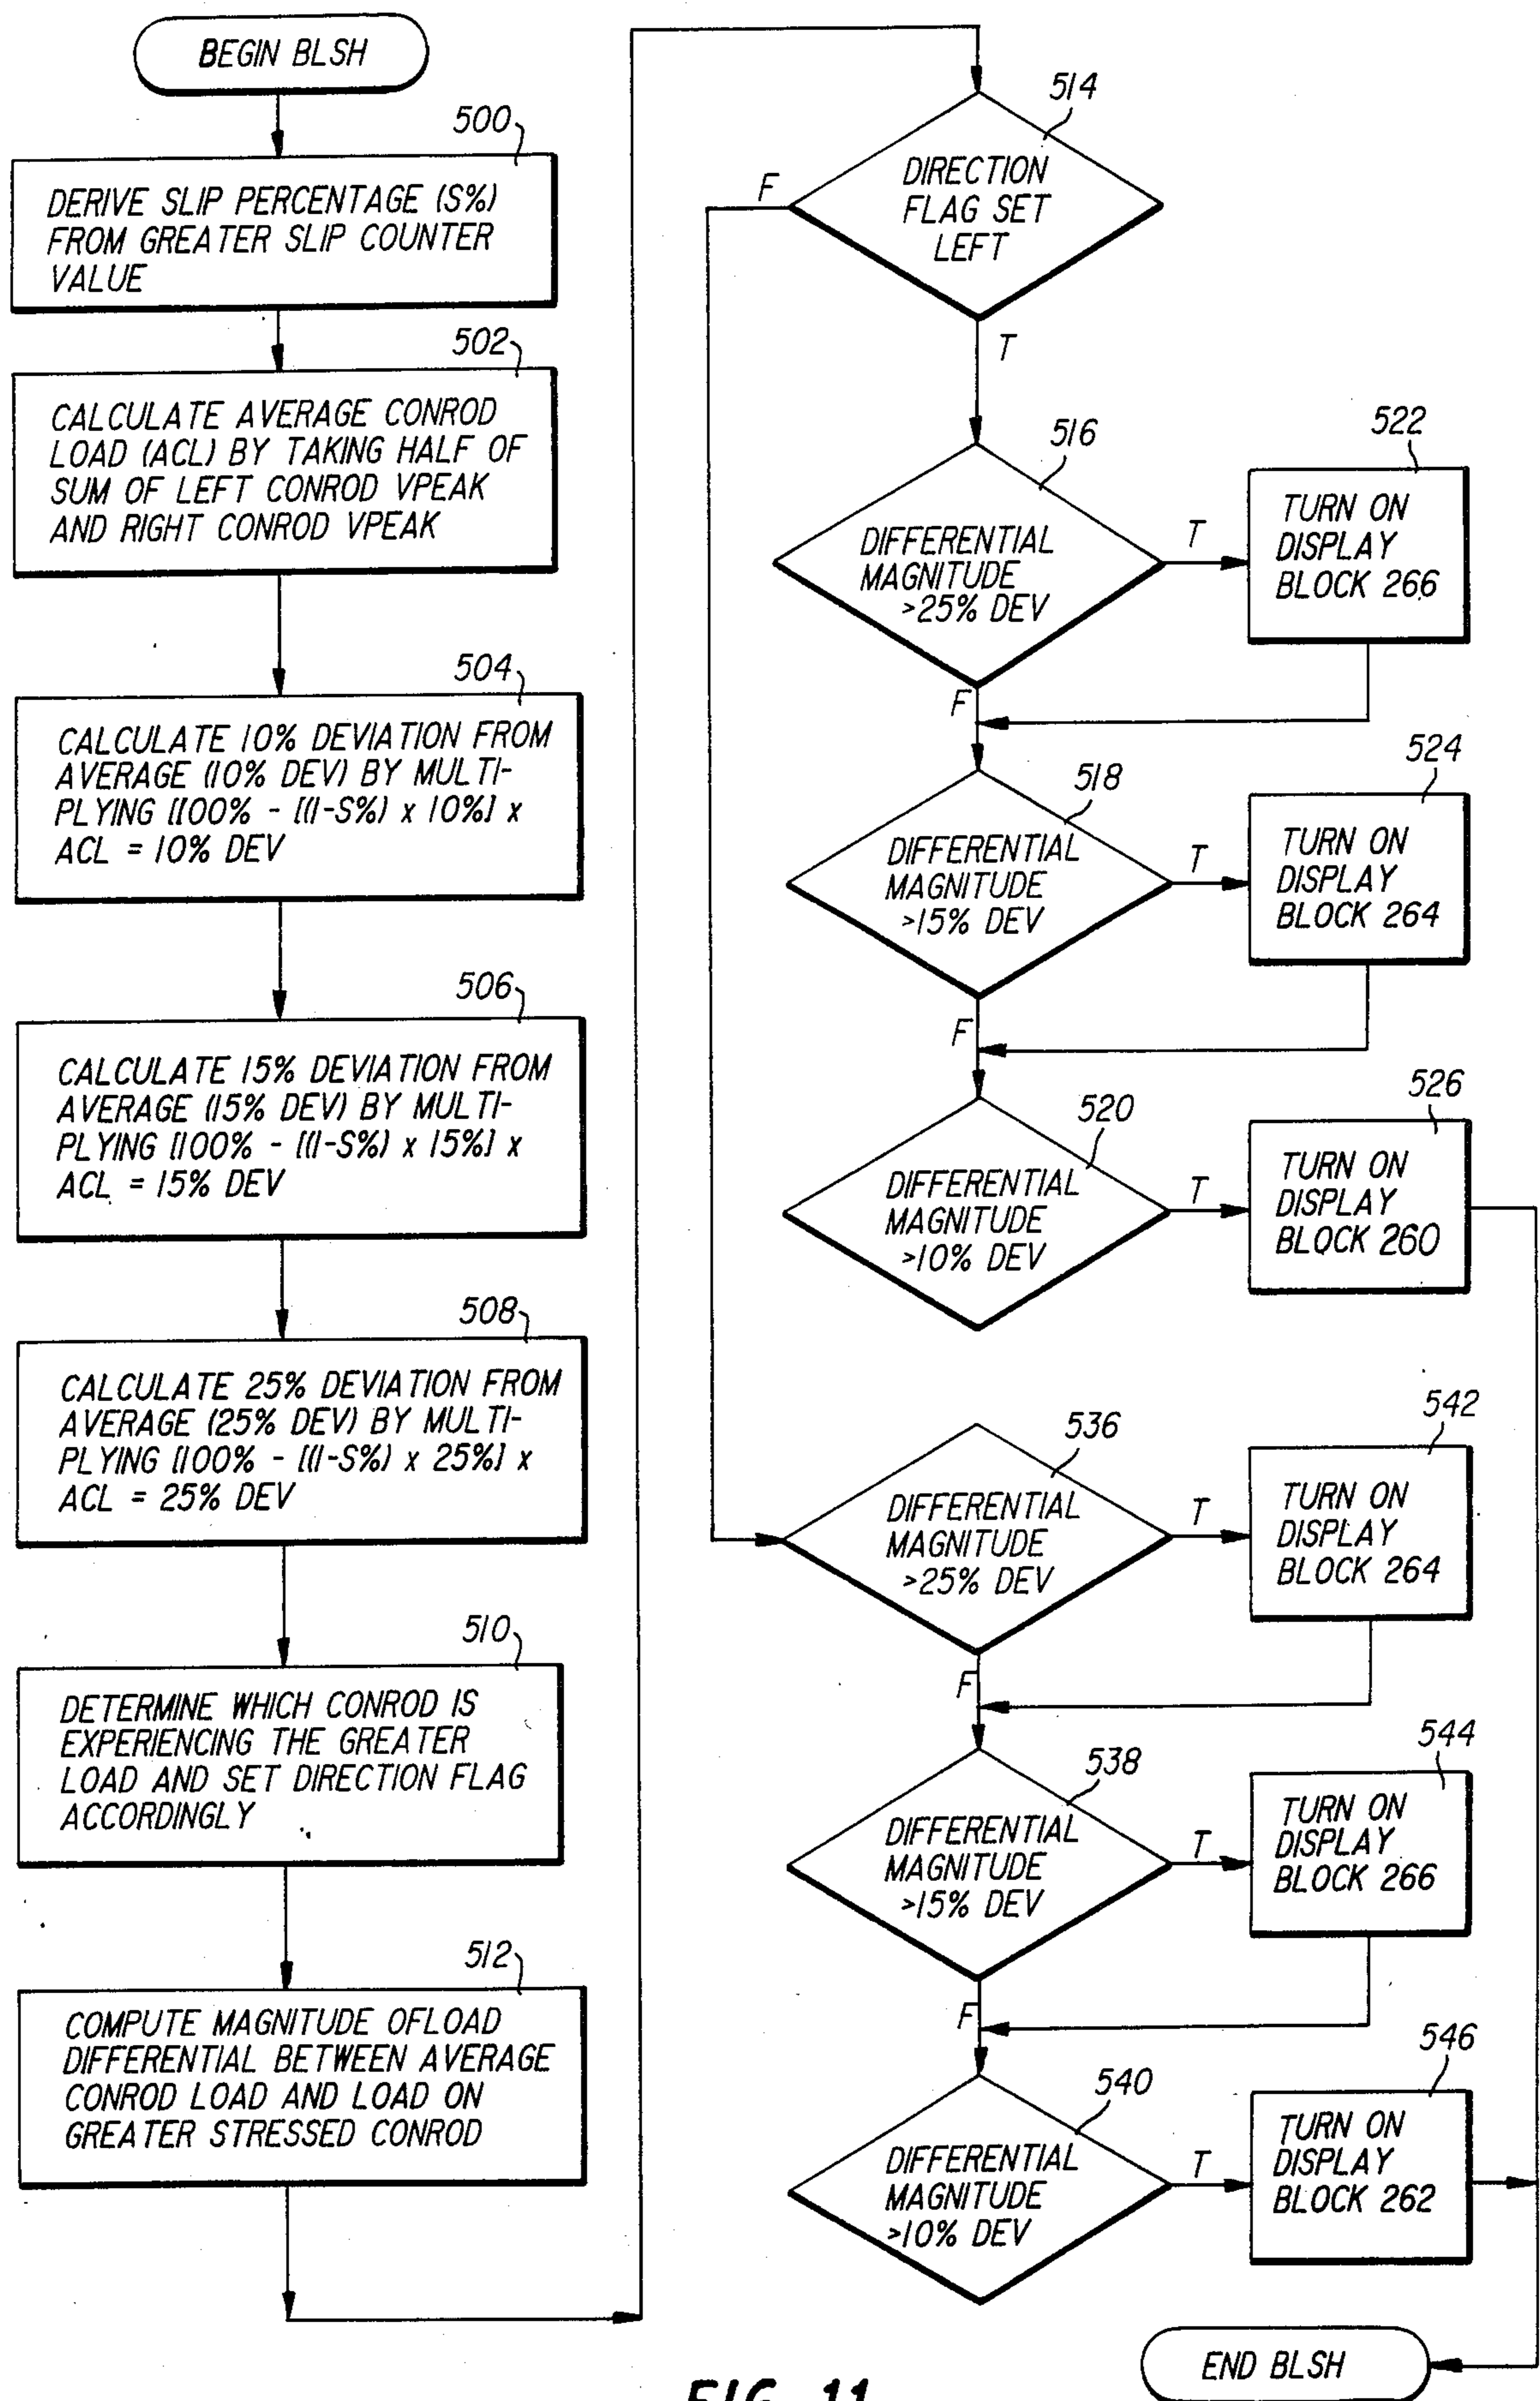 BEGIN BLSH
500
DERIVE SLIP PERCENTAGE (S%)
FROM GREATER SLIP COUNTER
VALUE
502
CALCULATE AVERAGE CONROD
LOAD (ACL) BY TAKING HALF OF
SUM OF LEFT CONROD VPEAK
AND RIGHT CONROD VPEAK
504
CALCULATE 10% DEVIATION FROM
AVERAGE (10% DEV) BY MULTI-
PLYING [100% - [(1-S%) x 10%] x
ACL = 10% DEV
506
CALCULATE 15% DEVIATION FROM
AVERAGE (15% DEV) BY MULTI-
PLYING [100% - [(1-S%) x 15%] x
ACL = 15% DEV
508
CALCULATE 25% DEVIATION FROM
AVERAGE (25% DEV) BY MULTI-
PLYING [100% - [(1-S%) x 25%] x
ACL = 25% DEV
510
DETERMINE WHICH CONROD IS
EXPERIENCING THE GREATER
LOAD AND SET DIRECTION FLAG
ACCORDINGLY
512
COMPUTE MAGNITUDE OFLOAD
DIFFERENTIAL BETWEEN AVERAGE
CONROD LOAD AND LOAD ON
GREATER STRESSED CONROD
514
DIRECTION
FLAG SET
LEFT
F
T
516
DIFFERENTIAL
MAGNITUDE
>25% DEV
T
F
522
TURN ON
DISPLAY
BLOCK 266
518
DIFFERENTIAL
MAGNITUDE
>15% DEV
T
F
524
TURN ON
DISPLAY
BLOCK 264
520
DIFFERENTIAL
MAGNITUDE
>10% DEV
T
526
TURN ON
DISPLAY
BLOCK 260
536
DIFFERENTIAL
MAGNITUDE
>25% DEV
T
F
542
TURN ON
DISPLAY
BLOCK 264
538
DIFFERENTIAL
MAGNITUDE
>15% DEV
T
F
544
TURN ON
DISPLAY
BLOCK 266
540
DIFFERENTIAL
MAGNITUDE
>10% DEV
T
546
TURN ON
DISPLAY
BLOCK 262
END BLSH
FIG. 11